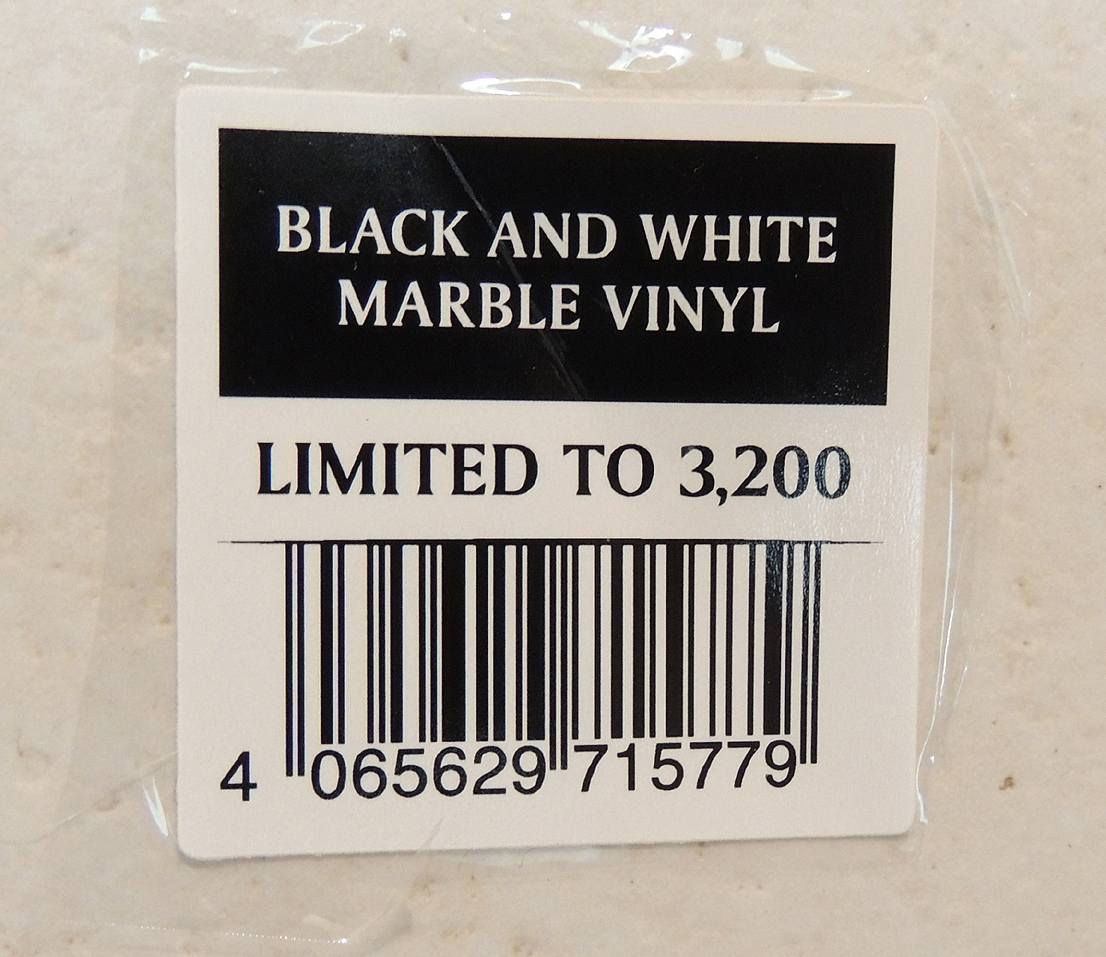 BLACK AND WHITE
MARBLE VINYL
LIMITED TO 3,200
4 065629 715779